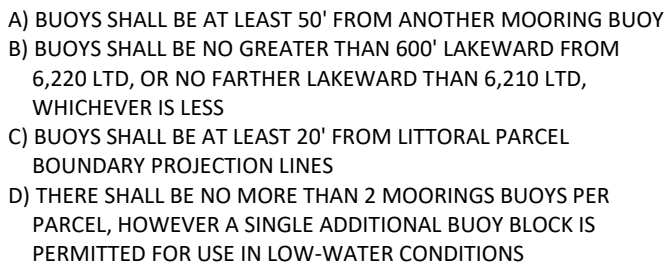 A) BUOYS SHALL BE AT LEAST 50' FROM ANOTHER MOORING BUOY
B) BUOYS SHALL BE NO GREATER THAN 600' LAKEWARD FROM
6,220 LTD, OR NO FARTHER LAKEWARD THAN 6,210 LTD,
WHICHEVER IS LESS
C) BUOYS SHALL BE AT LEAST 20' FROM LITTORAL PARCEL
BOUNDARY PROJECTION LINES
D) THERE SHALL BE NO MORE THAN 2 MOORINGS BUOYS PER
PARCEL, HOWEVER A SINGLE ADDITIONAL BUOY BLOCK IS
PERMITTED FOR USE IN LOW-WATER CONDITIONS